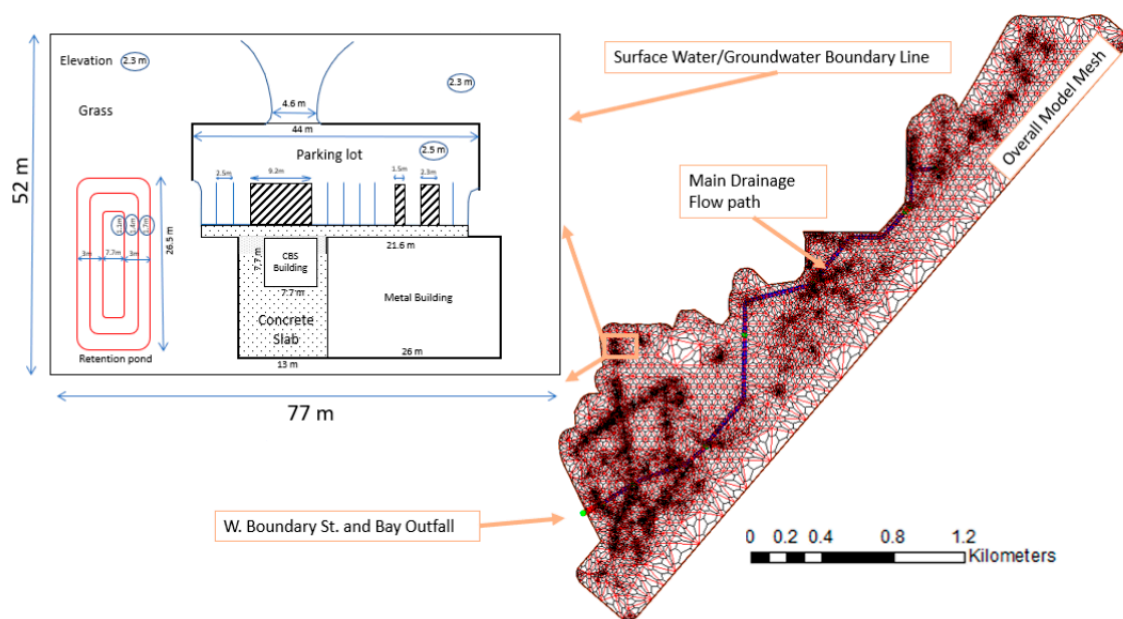 Elevation
2.3 m
2.3 m
Grass
4.6 m
44 m
Parking lot
2.5 m
2.5m
9.2m
1.5m
2.3m
52 m
26.5 m
3m
7.7m
3m
21.6 m
7.7 m
CBS
Building
7.7 m
Metal Building
Concrete
Slab
Retention pond
13 m
26 m
77 m
Surface Water/Groundwater Boundary Line
Overall Model Mesh
Main Drainage
Flow path
W. Boundary St. and Bay Outfall
0 0.2 0.4 0.8 1.2
Kilometers